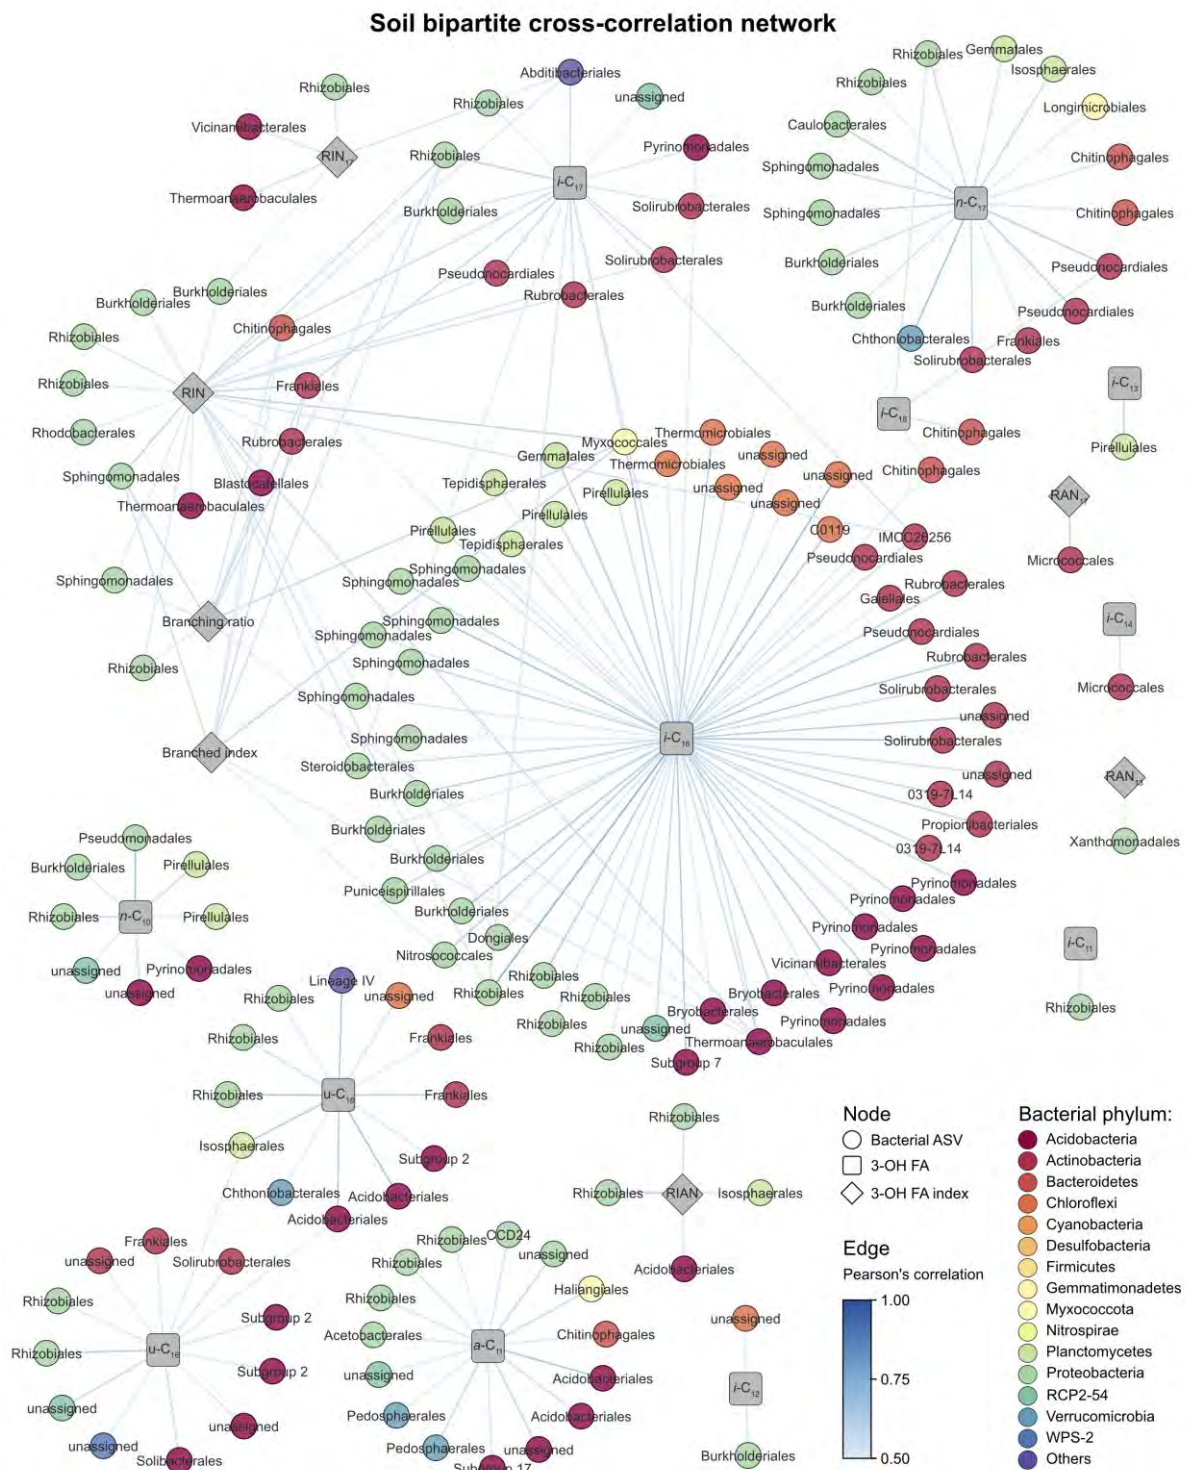 Soil bipartite cross-correlation network
Rhizobiales
Abditibacteriales
Rhizobiales
unassigned
Rhizobiales
Gemmatales
Isosphaerales
Rhizobiales
Longimicrobiales
Vicinamibacterales
RIN₁₇
Rhizobiales
Pyrinomonadales
Caulobacterales
Chitinophagales
Sphingomonadales
Thermoanaerobaculales
i-C₁₇
Burkholderiales
Solirubrobacterales
n-C₁₇
Sphingomonadales
Chitinophagales
Solirubrobacterales
Burkholderiales
Pseudonocardiales
Pseudonocardiales
Burkholderiales
Burkholderiales
Rubrobacterales
Burkholderiales
Pseudonocardiales
Rhizobiales
Chitinophagales
Chthoniobacterales
Frankiales
Solirubrobacterales
Rhizobiales
RIN
Frankiales
i-C₁₃
Rhodobacterales
Rubrobacterales
i-C₁₈
Chitinophagales
Pirellulales
Myxococcales
Thermomicrobiales
Gemmatales
unassigned
Sphingomonadales
Blastocatellales
Tepidisphaerales
Thermomicrobiales
unassigned
Chitinophagales
Thermoanaerobaculales
Pirellulales
unassigned
unassigned
RAN₁₇
Pirellulales
Pirellulales
C0119
IMCC26256
Tepidisphaerales
Pseudonocardiales
Micrococcales
Sphingomonadales
Sphingomonadales
Sphingomonadales
Rubrobacterales
Gaiellales
Branching ratio
Sphingomonadales
Sphingomonadales
Pseudonocardiales
i-C₁₄
Rhizobiales
Sphingomonadales
Rubrobacterales
Sphingomonadales
Solirubrobacterales
Micrococcales
unassigned
Branched index
Sphingomonadales
i-C₁₆
Solirubrobacterales
Steroidobacterales
unassigned
RAN₁₅
Burkholderiales
0319-7L14
Pseudomonadales
Burkholderiales
Propionibacteriales
Xanthomonadales
Burkholderiales
Pirellulales
Burkholderiales
0319-7L14
Puniceispirillales
Pyrinomonadales
Rhizobiales
n-C₁₀
Pirellulales
Burkholderiales
Pyrinomonadales
Dongiales
Pyrinomonadales
i-C₁₁
unassigned
Pyrinomonadales
Nitrosococcales
Vicinamibacterales
Pyrinomonadales
unassigned
Lineage IV
Rhizobiales
Rhizobiales
unassigned
Rhizobiales
Rhizobiales
Bryobacterales
Pyrinomonadales
Rhizobiales
Bryobacterales
Rhizobiales
Rhizobiales
unassigned
Pyrinomonadales
Rhizobiales
Frankiales
Rhizobiales
Thermoanaerobaculales
Subgroup 7
Rhizobiales
Frankiales
Isosphaerales
Rhizobiales
Subgroup 2
Chthoniobacterales
Acidobacteriales
Rhizobiales
RIAN
Isosphaerales
Acidobacteriales
Frankiales
Rhizobiales
CCD24
unassigned
Solirubrobacterales
Rhizobiales
unassigned
Acidobacteriales
Rhizobiales
Rhizobiales
Haliangiales
Subgroup 2
Acetobacterales
Chitinophagales
unassigned
Rhizobiales
a-C₁₁
Subgroup 2
unassigned
Acidobacteriales
i-C₁₂
unassigned
unassigned
Pedosphaerales
Acidobacteriales
unassigned
Solibacterales
Pedosphaerales
unassigned
Burkholderiales
Subgroup 17
Node
Bacterial ASV
3-OH FA
3-OH FA index
Edge
Pearson's correlation
1.00
0.75
0.50
Bacterial phylum:
Acidobacteria
Actinobacteria
Bacteroidetes
Chloroflexi
Cyanobacteria
Desulfobacteria
Firmicutes
Gemmatimonadetes
Myxococcota
Nitrospirae
Planctomycetes
Proteobacteria
RCP2-54
Verrucomicrobia
WPS-2
Others